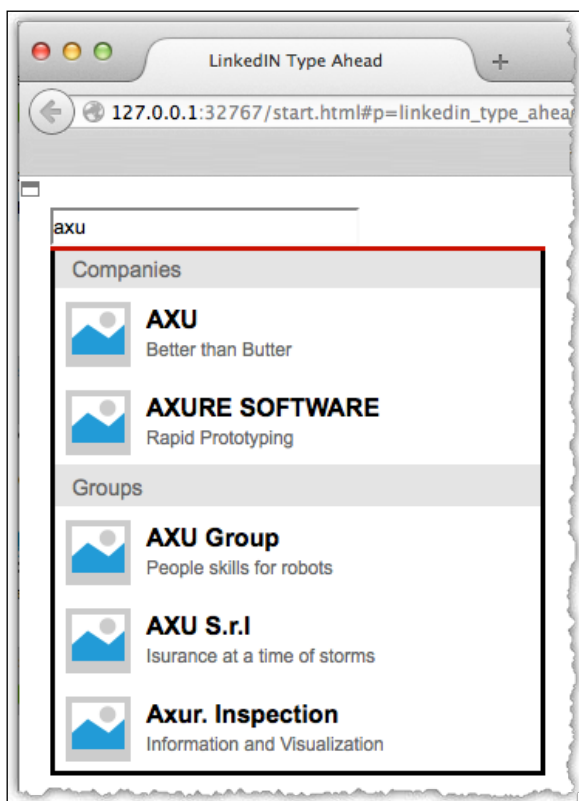 LinkedIN Type Ahead
127.0.0.1:32767/start.html#p=linkedin_type_ahea
axu
Companies
AXU
Better than Butter
AXURE SOFTWARE
Rapid Prototyping
Groups
AXU Group
People skills for robots
AXU S.r.l
Isurance at a time of storms
Axur. Inspection
Information and Visualization